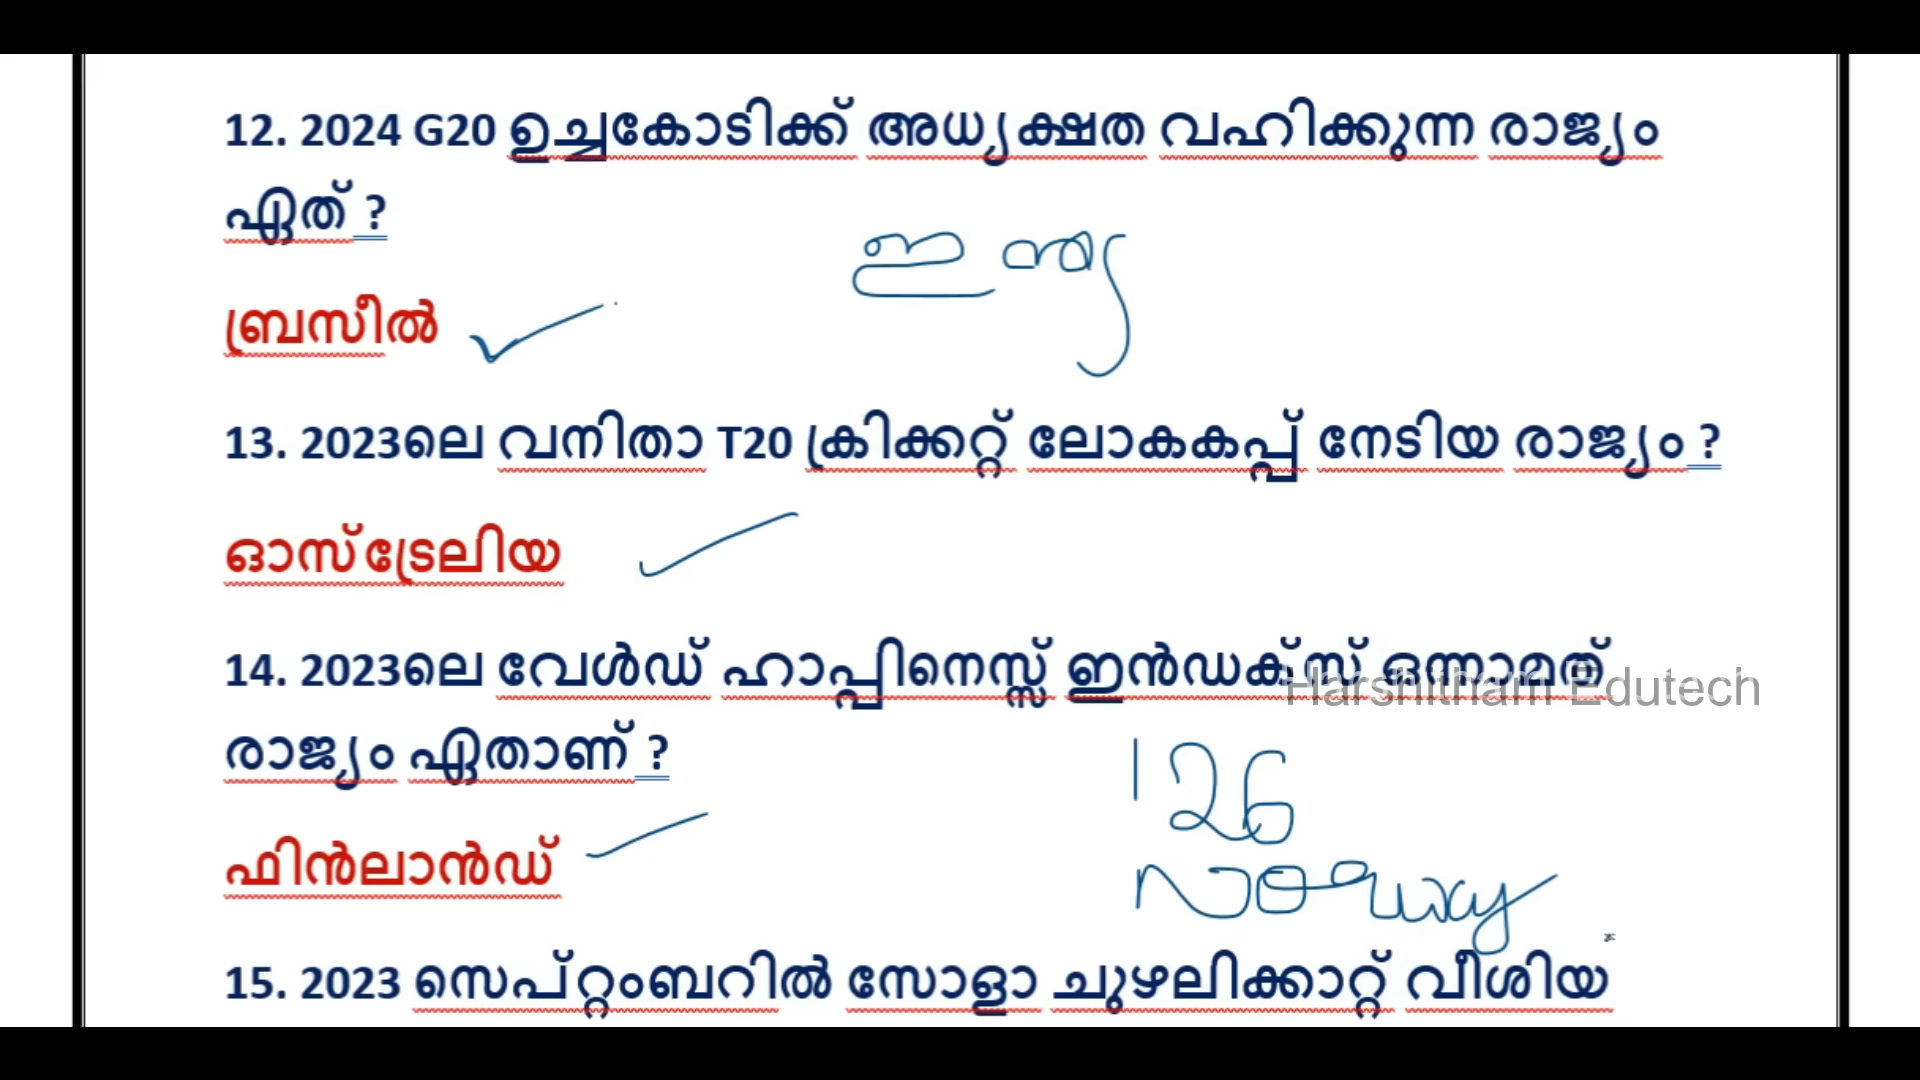 12. 2024 G20 ഉച്ചകോടിക്ക് അധ്യക്ഷത വഹിക്കുന്ന രാജ്യം
ഏത് ?
ഇന്ത്യ
ബ്രസീൽ
13. 2023ലെ വനിതാ T20 ക്രിക്കറ്റ് ലോകകപ്പ് നേടിയ രാജ്യം ?
ഓസ്ട്രേലിയ
14. 2023ലെ വേൾഡ് ഹാപ്പിനെസ്സ് ഇൻഡക്സ് ഒന്നാമത്
Harshitham Edutech
രാജ്യം ഏതാണ് ?
126
ഫിൻലാൻഡ്
Norway
15. 2023 സെപ്റ്റംബറിൽ സോളാ ചുഴലിക്കാറ്റ് വീശിയ